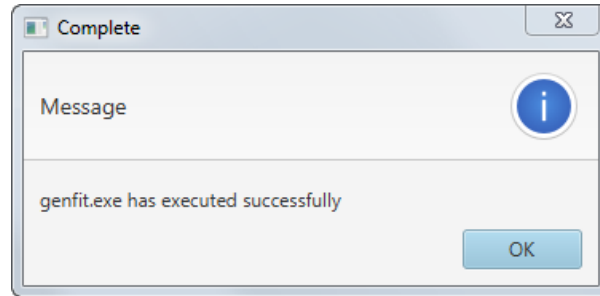 Complete
Message
i
genfit.exe has executed successfully
OK